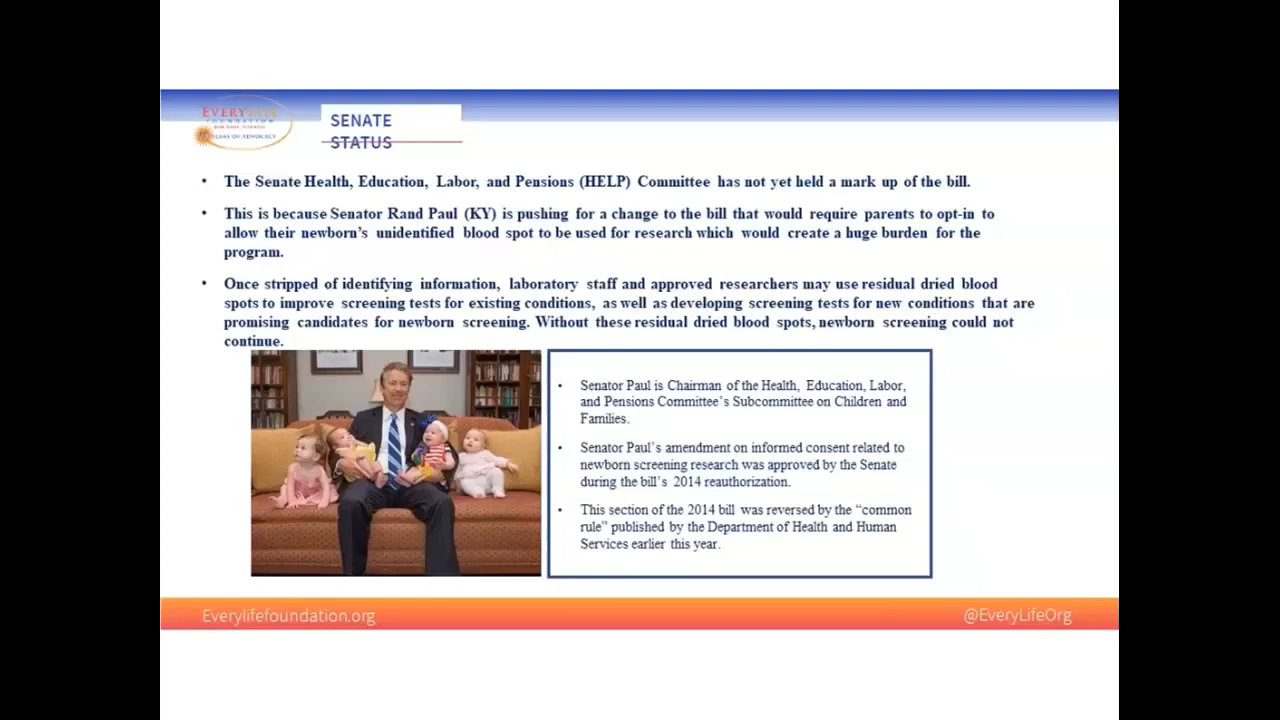 EVERYLIFE
FOUNDATION
YEARS OF ADVOCACY
SENATE
STATUS
• The Senate Health, Education, Labor, and Pensions (HELP) Committee has not yet held a mark up of the bill.
• This is because Senator Rand Paul (KY) is pushing for a change to the bill that would require parents to opt-in to
allow their newborn's unidentified blood spot to be used for research which would create a huge burden for the
program.
• Once stripped of identifying information, laboratory staff and approved researchers may use residual dried blood
spots to improve screening tests for existing conditions, as well as developing screening tests for new conditions that are
promising candidates for newborn screening. Without these residual dried blood spots, newborn screening could not
continue.
• Senator Paul is Chairman of the Health, Education, Labor,
and Pensions Committee's Subcommittee on Children and
Families.
• Senator Paul's amendment on informed consent related to
newborn screening research was approved by the Senate
during the bill's 2014 reauthorization.
• This section of the 2014 bill was reversed by the "common
rule" published by the Department of Health and Human
Services earlier this year.
Everylifefoundation.org
@EveryLifeOrg